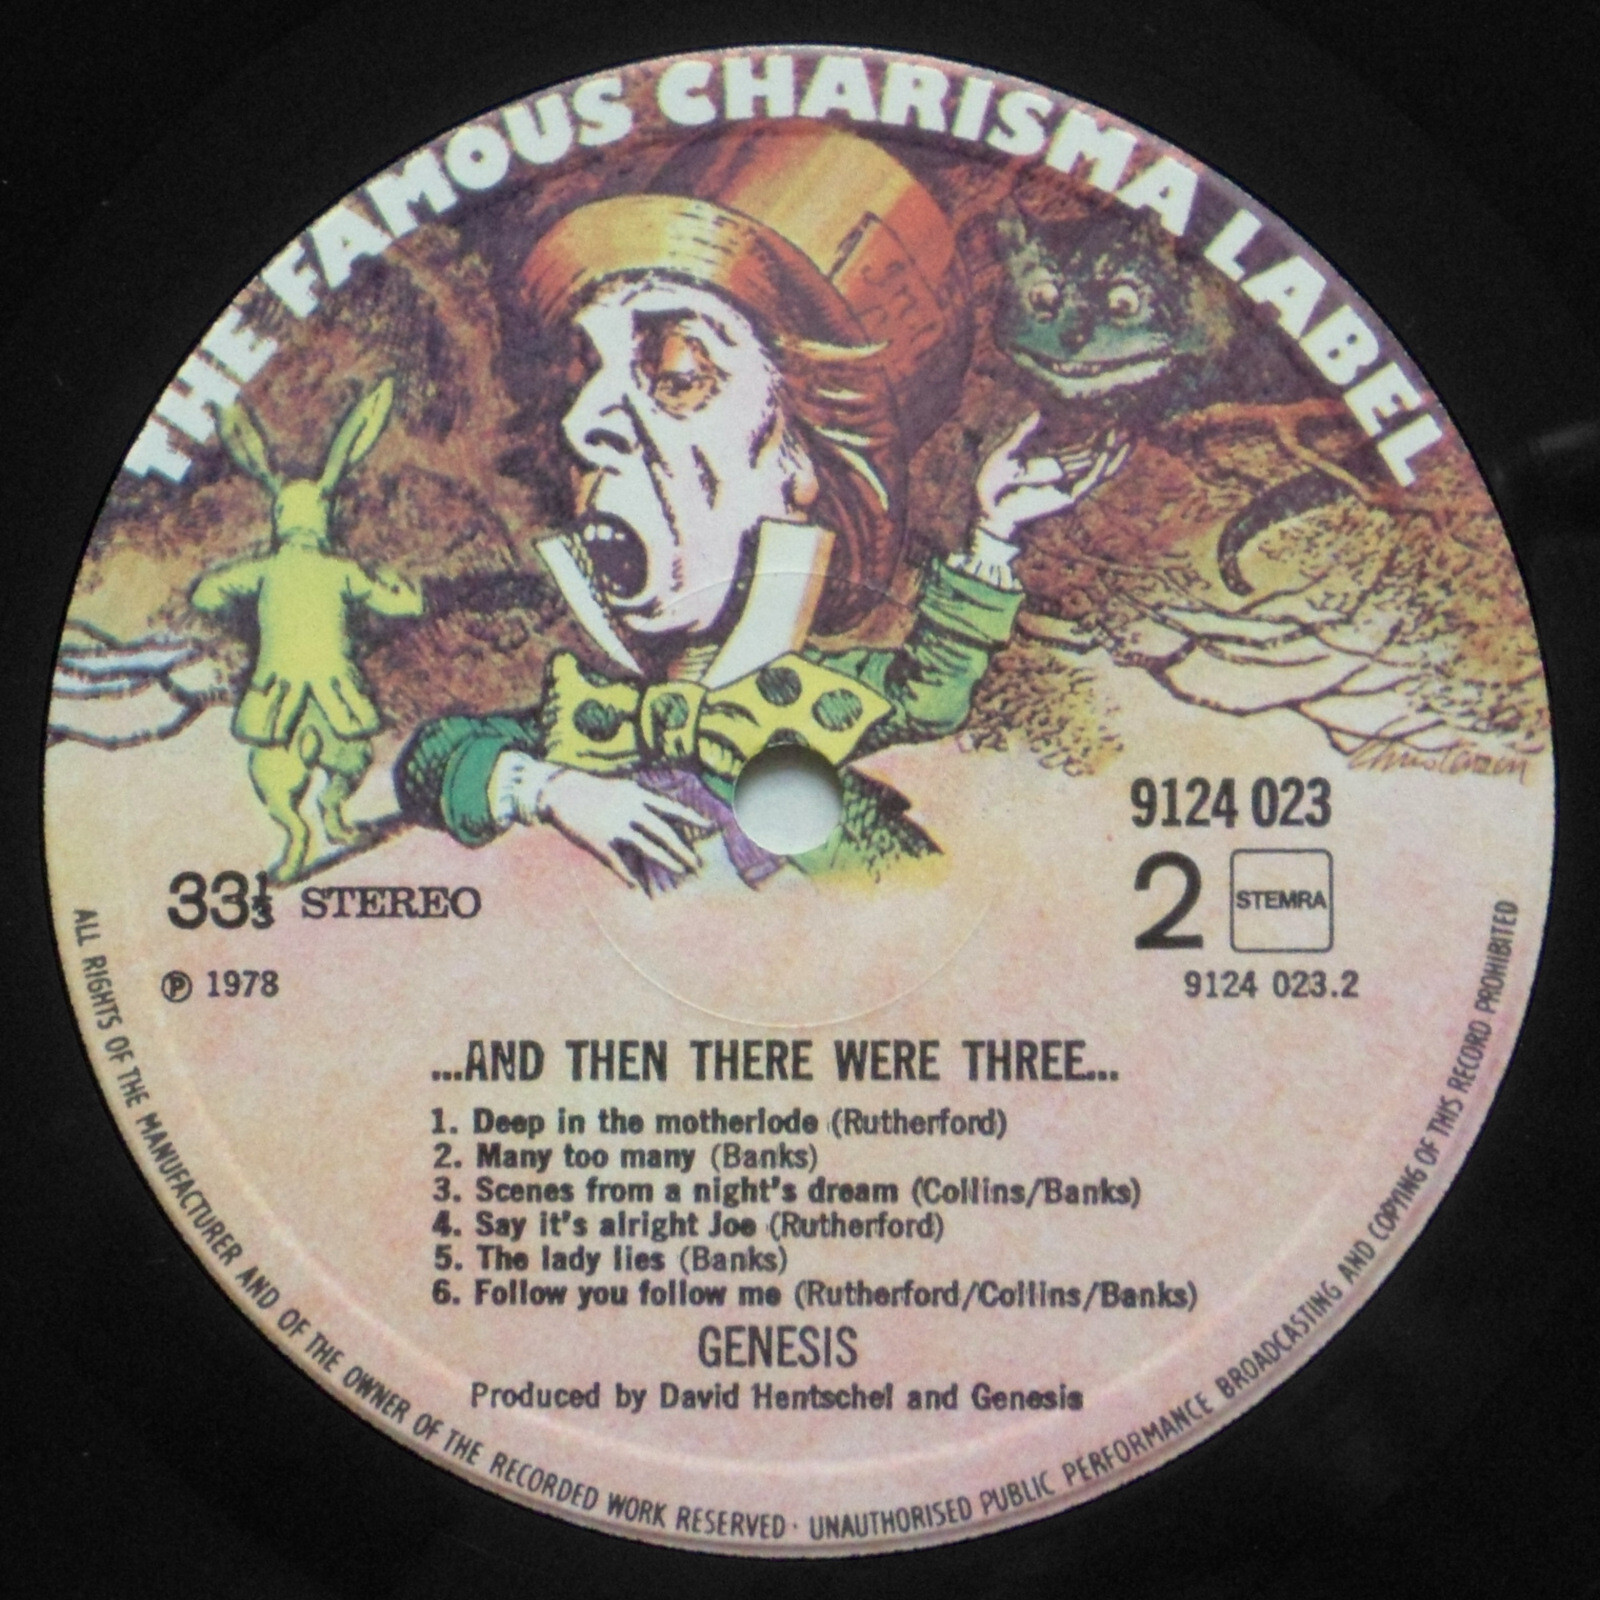 THE FAMOUS CHARISMA LABEL
Christensen
9124 023
33⅓ STEREO
2 STEMRA
℗ 1978
9124 023.2
...AND THEN THERE WERE THREE...
1. Deep in the motherlode (Rutherford)
2. Many too many (Banks)
3. Scenes from a night's dream (Collins/Banks)
4. Say it's alright Joe (Rutherford)
5. The lady lies (Banks)
6. Follow you follow me (Rutherford/Collins/Banks)
GENESIS
Produced by David Hentschel and Genesis
ALL RIGHTS OF THE MANUFACTURER AND OF THE OWNER OF THE RECORDED WORK RESERVED · UNAUTHORISED PUBLIC PERFORMANCE BROADCASTING AND COPYING OF THIS RECORD PROHIBITED